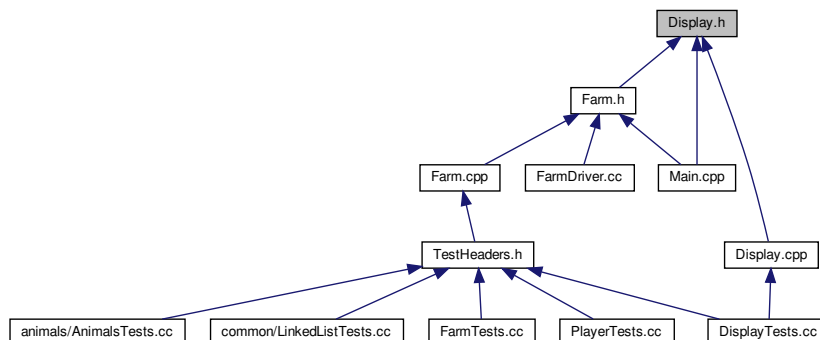 Display.h
Farm.h
Farm.cpp
FarmDriver.cc
Main.cpp
TestHeaders.h
Display.cpp
animals/AnimalsTests.cc
common/LinkedListTests.cc
FarmTests.cc
PlayerTests.cc
DisplayTests.cc